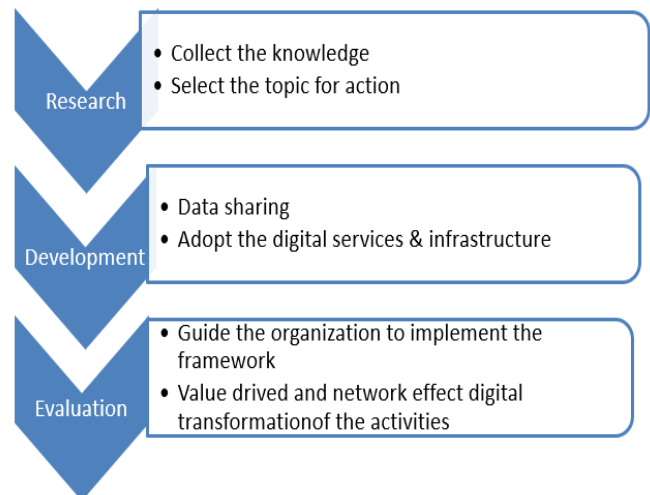 Research
• Collect the knowledge
• Select the topic for action
Development
• Data sharing
• Adopt the digital services & infrastructure
Evaluation
• Guide the organization to implement the
framework
• Value drived and network effect digital
transformationof the activities